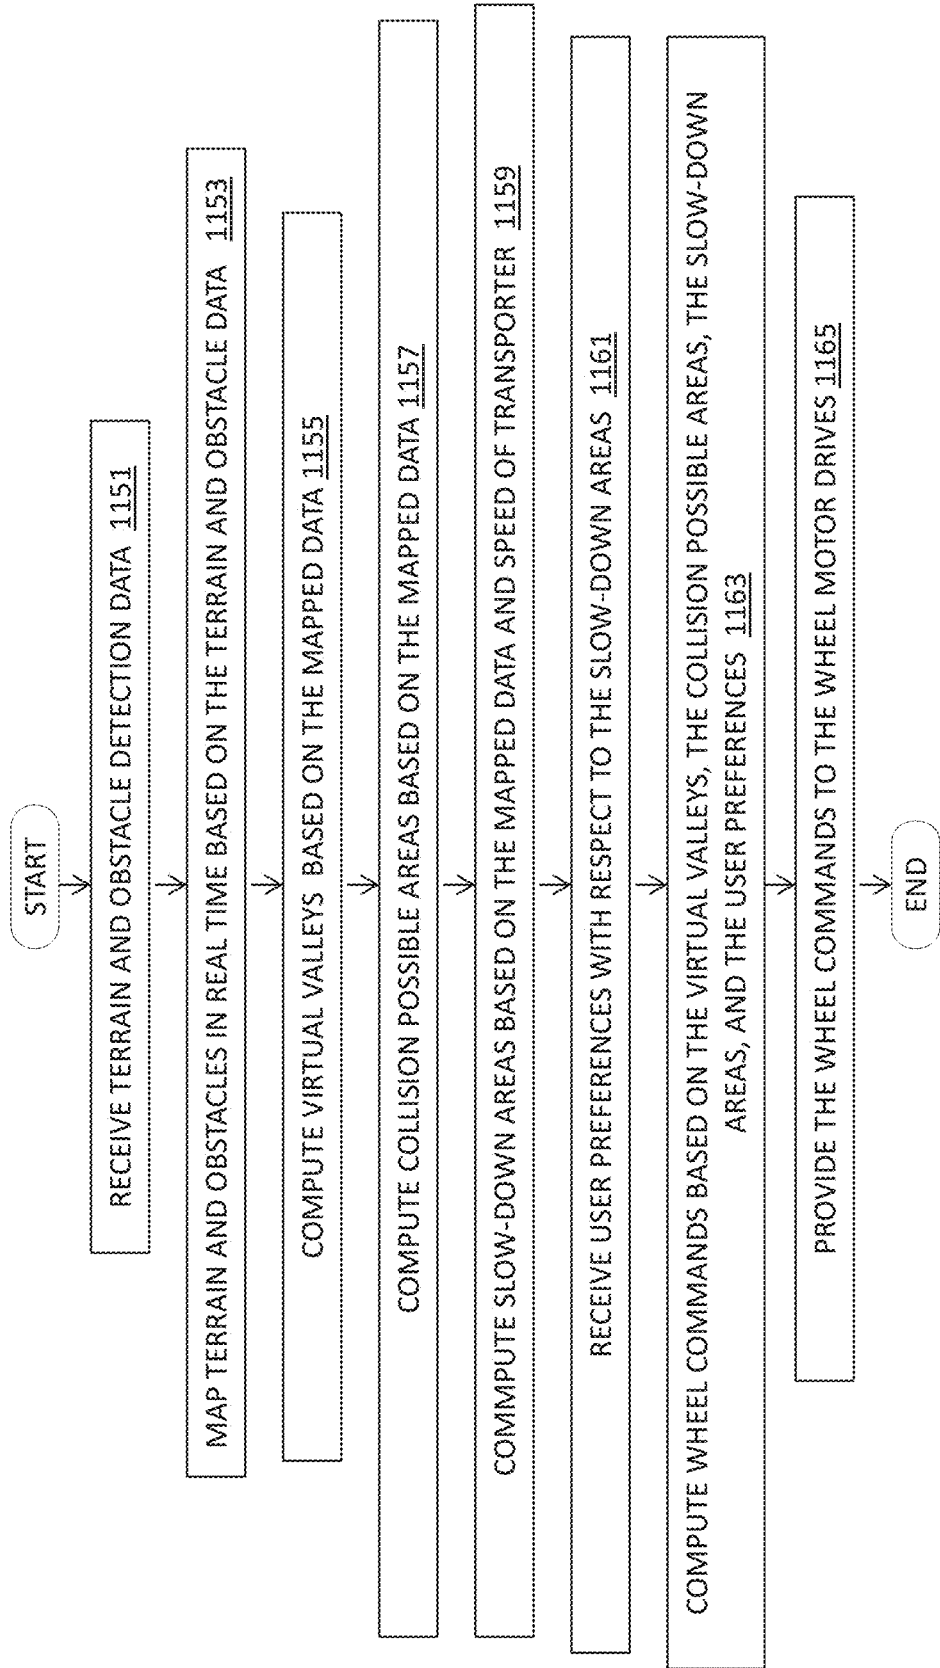 START
RECEIVE TERRAIN AND OBSTACLE DETECTION DATA 1151
MAP TERRAIN AND OBSTACLES IN REAL TIME BASED ON THE TERRAIN AND OBSTACLE DATA 1153
COMPUTE VIRTUAL VALLEYS BASED ON THE MAPPED DATA 1155
COMPUTE COLLISION POSSIBLE AREAS BASED ON THE MAPPED DATA 1157
COMMPUTE SLOW-DOWN AREAS BASED ON THE MAPPED DATA AND SPEED OF TRANSPORTER 1159
RECEIVE USER PREFERENCES WITH RESPECT TO THE SLOW-DOWN AREAS 1161
COMPUTE WHEEL COMMANDS BASED ON THE VIRTUAL VALLEYS, THE COLLISION POSSIBLE AREAS, THE SLOW-DOWN
AREAS, AND THE USER PREFERENCES 1163
PROVIDE THE WHEEL COMMANDS TO THE WHEEL MOTOR DRIVES 1165
END